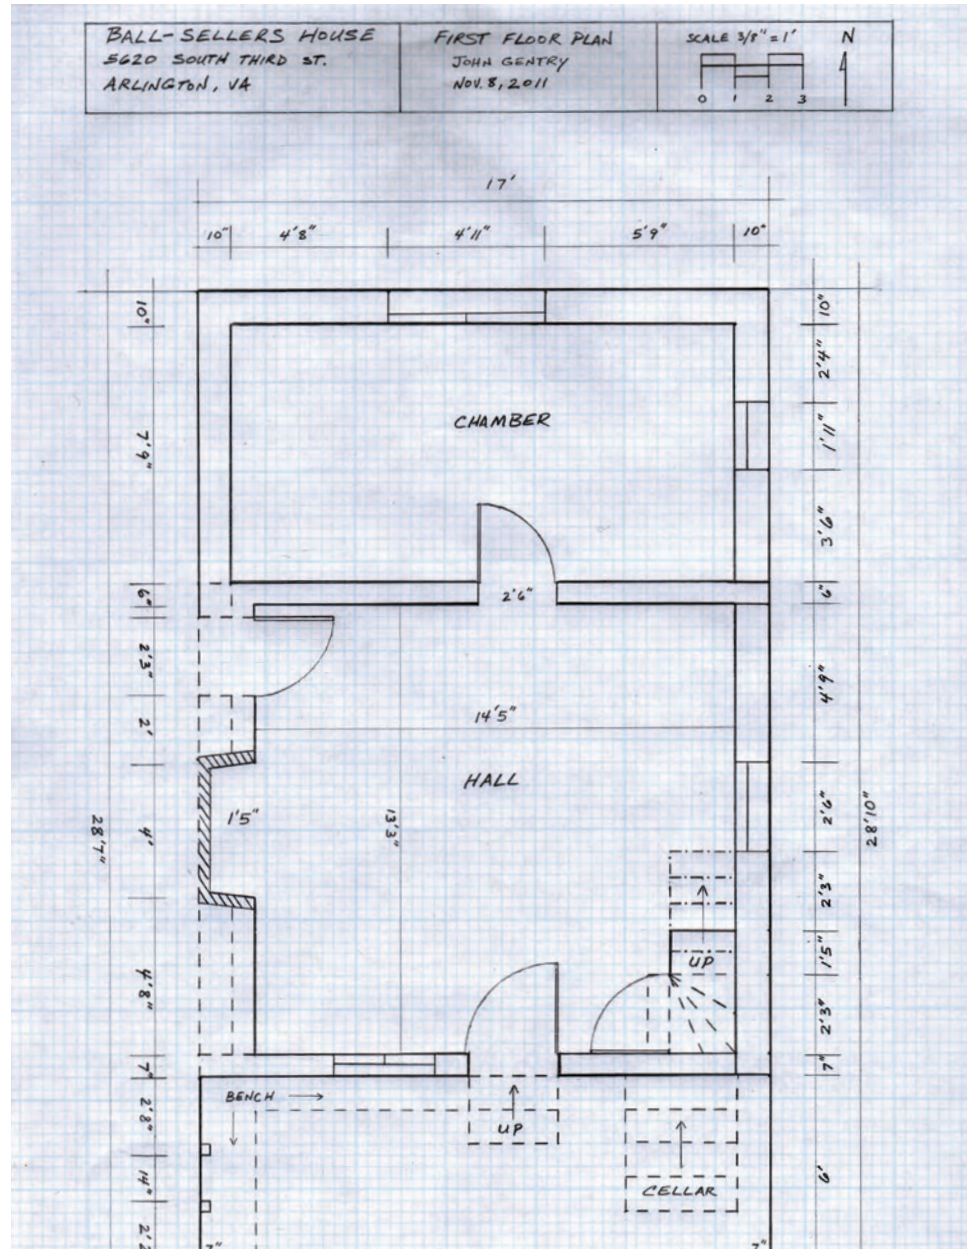 BALL-SELLERS HOUSE
5620 SOUTH THIRD ST.
ARLINGTON, VA
FIRST FLOOR PLAN
JOHN GENTRY
NOV. 8, 2011
SCALE 3/8" = 1'
0 1 2 3
N
17'
10" 4'8" 4'11" 5'9" 10"
10"
7'9"
6"
2'3"
2'
4'
4'8"
7"
2'8"
14"
28'7"
10"
2'4"
1'11"
3'6"
6"
4'9"
2'6"
2'3"
1'5"
2'3"
7"
6'
28'10"
CHAMBER
2'6"
14'5"
HALL
1'5"
13'3"
UP
BENCH
UP
CELLAR
7"
7"